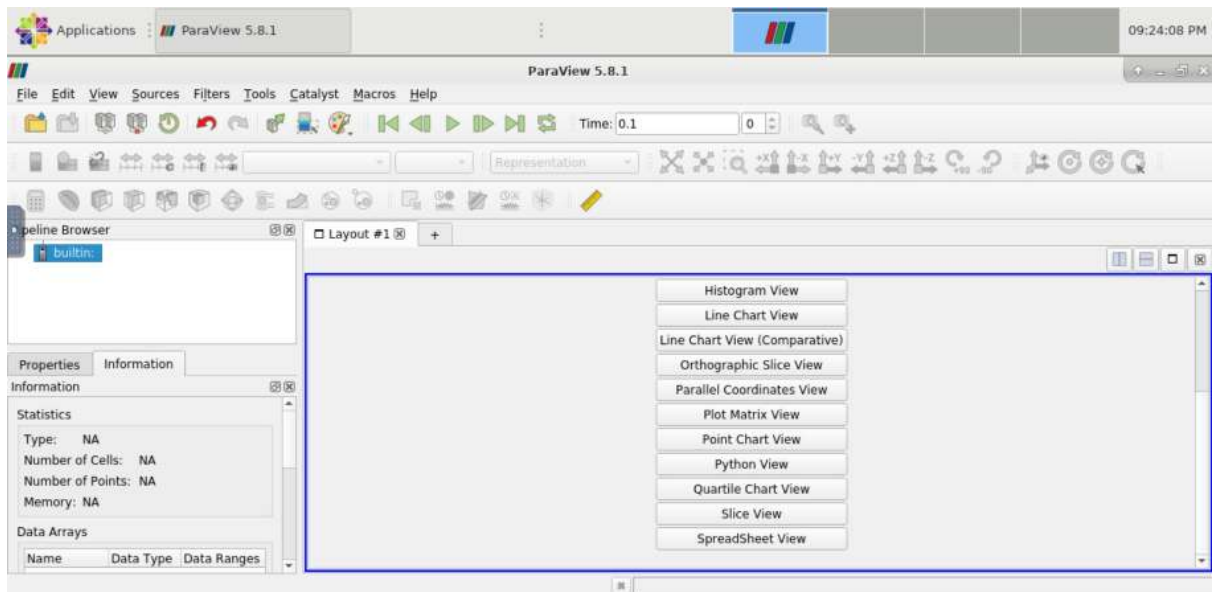 Applications
ParaView 5.8.1
09:24:08 PM
ParaView 5.8.1
File Edit View Sources Filters Tools Catalyst Macros Help
Time: 0.1
0
Representation
+X -X +Y -Y +Z -Z
peline Browser
builtin:
Layout #1
+
Properties Information
Information
Statistics
Type: NA
Number of Cells: NA
Number of Points: NA
Memory: NA
Data Arrays
Name Data Type Data Ranges
Histogram View
Line Chart View
Line Chart View (Comparative)
Orthographic Slice View
Parallel Coordinates View
Plot Matrix View
Point Chart View
Python View
Quartile Chart View
Slice View
SpreadSheet View